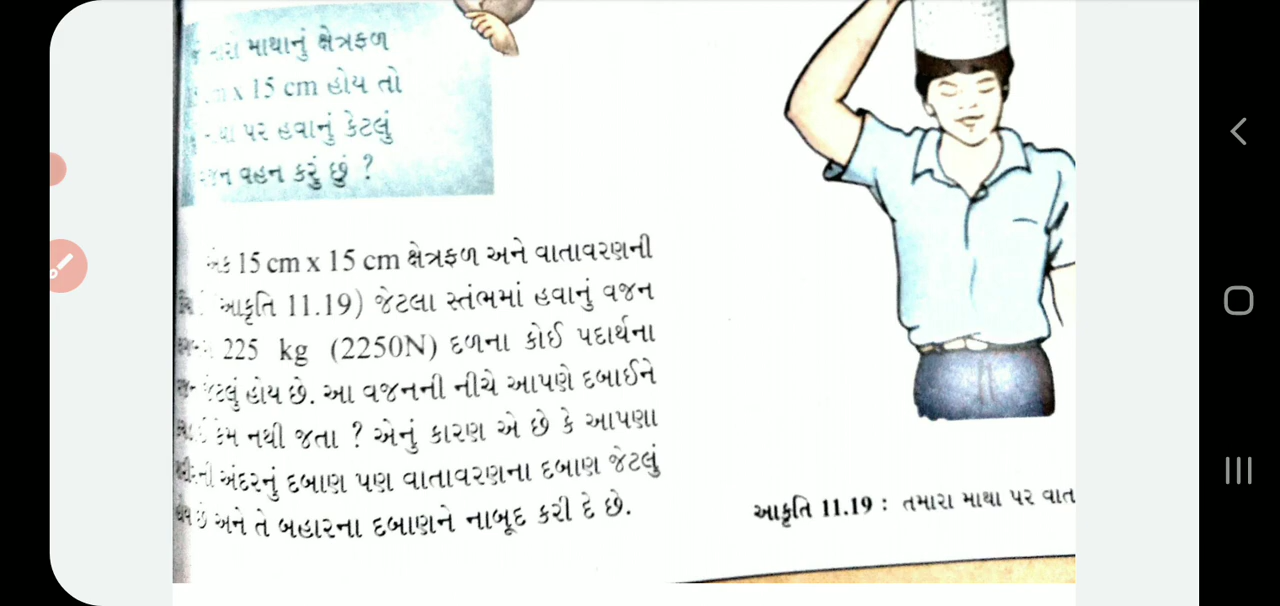 માથાનું ક્ષેત્રફળ
x 15 cm હોય તો
પર હવાનું કેટલું
વહન કરું છું ?
15 cm x 15 cm ક્ષેત્રફળ અને વાતાવરણની
આકૃતિ 11.19) જેટલા સ્તંભમાં હવાનું વજન
225 kg (2250N) દળના કોઈ પદાર્થના
જેટલું હોય છે. આ વજનની નીચે આપણે દબાઈને
કેમ નથી જતા ? એનું કારણ એ છે કે આપણા
અંદરનું દબાણ પણ વાતાવરણના દબાણ જેટલું
છે અને તે બહારના દબાણને નાબૂદ કરી દે છે.
આકૃતિ 11.19 : તમારા માથા પર વાત